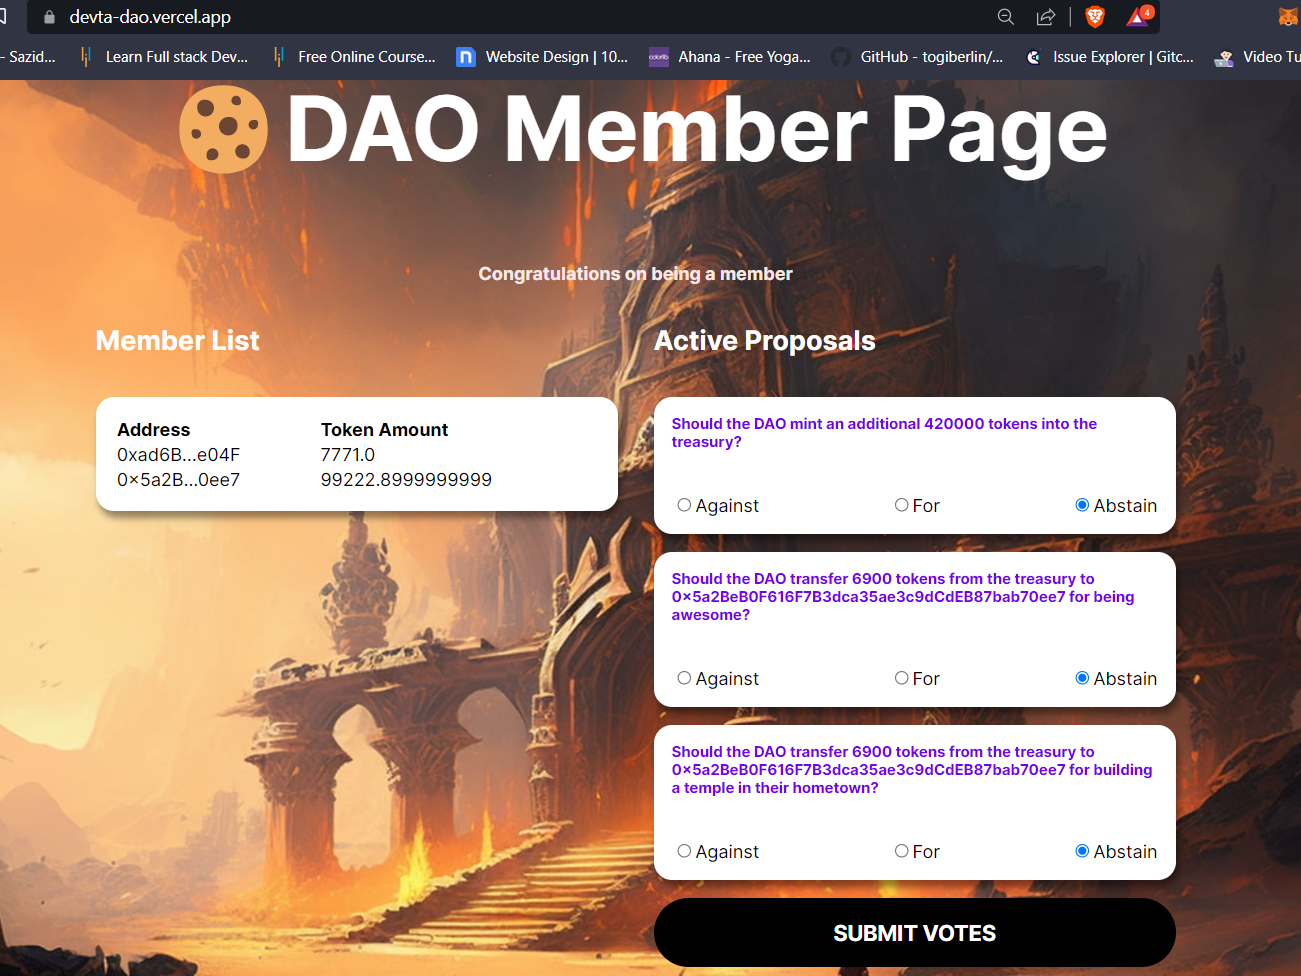 devta-dao.vercel.app
4
- Sazid...
Learn Full stack Dev...
Free Online Course...
n
Website Design | 10...
Ahana - Free Yoga...
GitHub - togiberlin/...
Issue Explorer | Gitc...
Video Tu
DAO Member Page
Congratulations on being a member
Member List
Address Token Amount
0xad6B...e04F 7771.0
0x5a2B...0ee7 99222.8999999999
Active Proposals
Should the DAO mint an additional 420000 tokens into the
treasury?
Against For Abstain
Should the DAO transfer 6900 tokens from the treasury to
0x5a2BeB0F616F7B3dca35ae3c9dCdEB87bab70ee7 for being
awesome?
Against For Abstain
Should the DAO transfer 6900 tokens from the treasury to
0x5a2BeB0F616F7B3dca35ae3c9dCdEB87bab70ee7 for building
a temple in their hometown?
Against For Abstain
SUBMIT VOTES